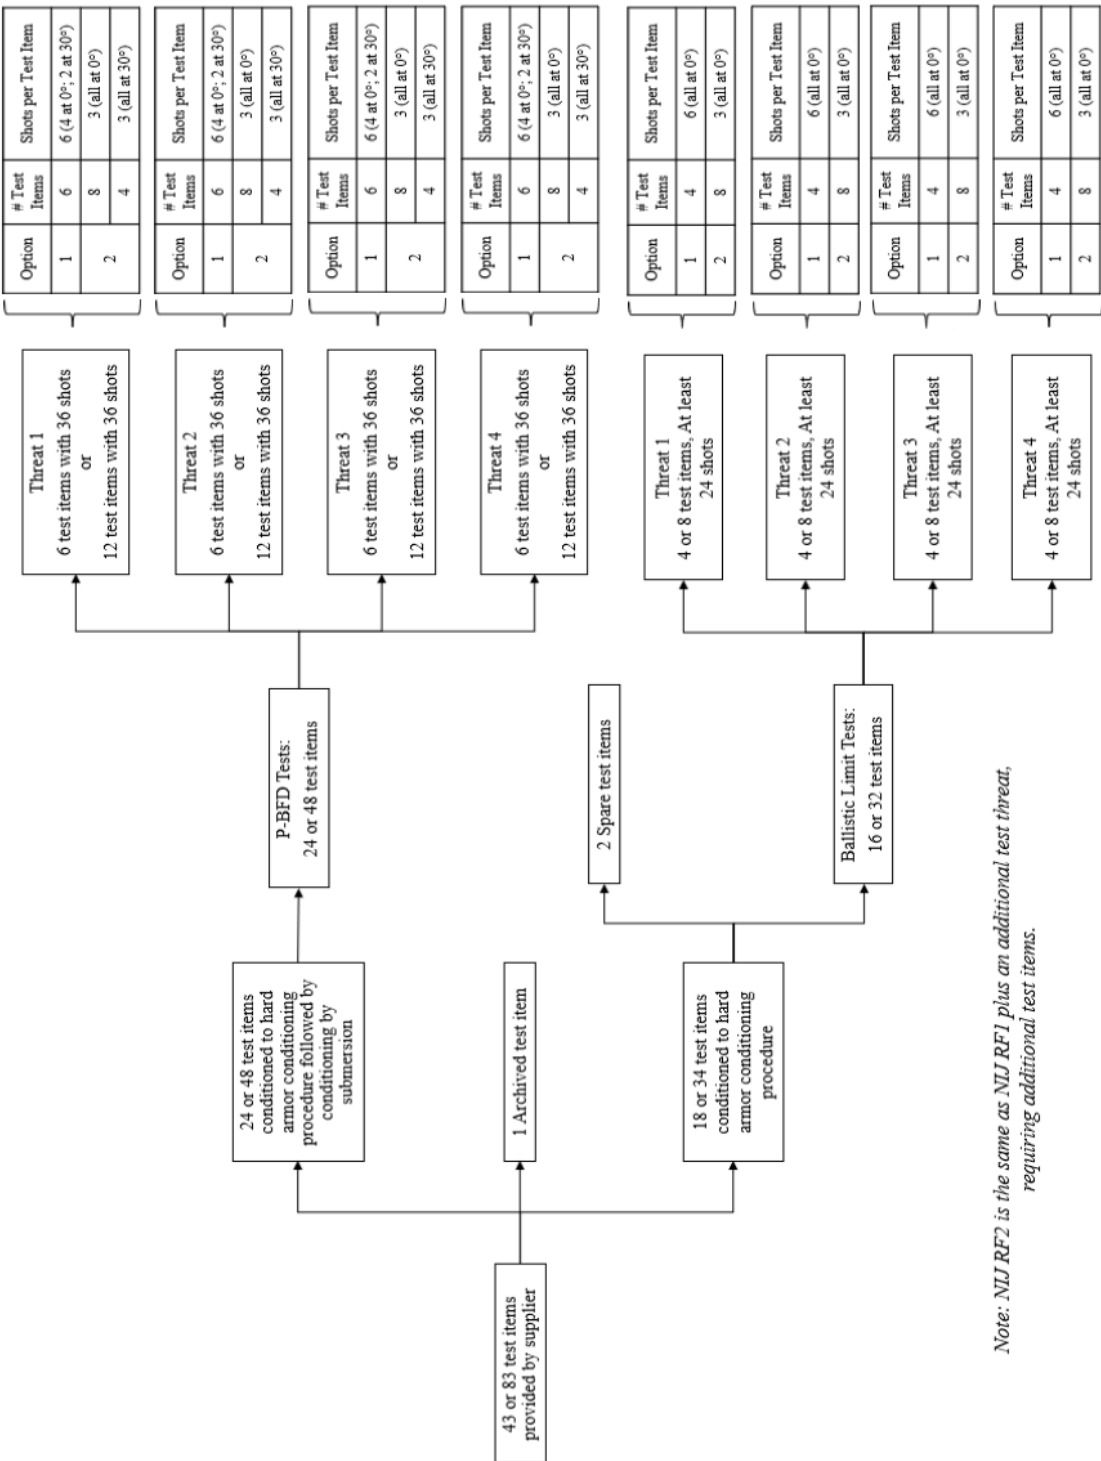 43 or 83 test items
provided by supplier
24 or 48 test items
conditioned to hard
armor conditioning
procedure followed by
conditioning by
submersion
1 Archived test item
18 or 34 test items
conditioned to hard
armor conditioning
procedure
P-BFD Tests:
24 or 48 test items
2 Spare test items
Ballistic Limit Tests:
16 or 32 test items
Threat 1
6 test items with 36 shots
or
12 test items with 36 shots
Option # Test Items Shots per Test Item
1 6 6 (4 at 0°; 2 at 30°)
2 8 3 (all at 0°)
4 3 (all at 30°)
Threat 2
6 test items with 36 shots
or
12 test items with 36 shots
Option # Test Items Shots per Test Item
1 6 6 (4 at 0°; 2 at 30°)
2 8 3 (all at 0°)
4 3 (all at 30°)
Threat 3
6 test items with 36 shots
or
12 test items with 36 shots
Option # Test Items Shots per Test Item
1 6 6 (4 at 0°; 2 at 30°)
2 8 3 (all at 0°)
4 3 (all at 30°)
Threat 4
6 test items with 36 shots
or
12 test items with 36 shots
Option # Test Items Shots per Test Item
1 6 6 (4 at 0°; 2 at 30°)
2 8 3 (all at 0°)
4 3 (all at 30°)
Threat 1
4 or 8 test items, At least
24 shots
Option # Test Items Shots per Test Item
1 4 6 (all at 0°)
2 8 3 (all at 0°)
Threat 2
4 or 8 test items, At least
24 shots
Option # Test Items Shots per Test Item
1 4 6 (all at 0°)
2 8 3 (all at 0°)
Threat 3
4 or 8 test items, At least
24 shots
Option # Test Items Shots per Test Item
1 4 6 (all at 0°)
2 8 3 (all at 0°)
Threat 4
4 or 8 test items, At least
24 shots
Option # Test Items Shots per Test Item
1 4 6 (all at 0°)
2 8 3 (all at 0°)
Note: NIJ RF2 is the same as NIJ RF1 plus an additional test threat,
requiring additional test items.